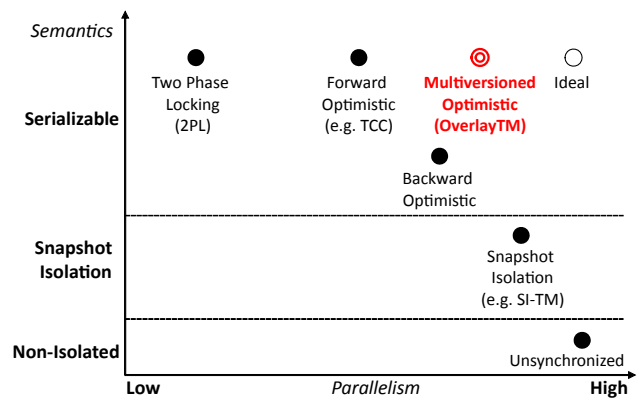 Semantics
Two Phase
Locking
(2PL)
Forward
Optimistic
(e.g. TCC)
Multiversioned
Optimistic
(OverlayTM)
Ideal
Serializable
Backward
Optimistic
Snapshot
Isolation
Snapshot
Isolation
(e.g. SI-TM)
Non-Isolated
Unsynchronized
Low
Parallelism
High